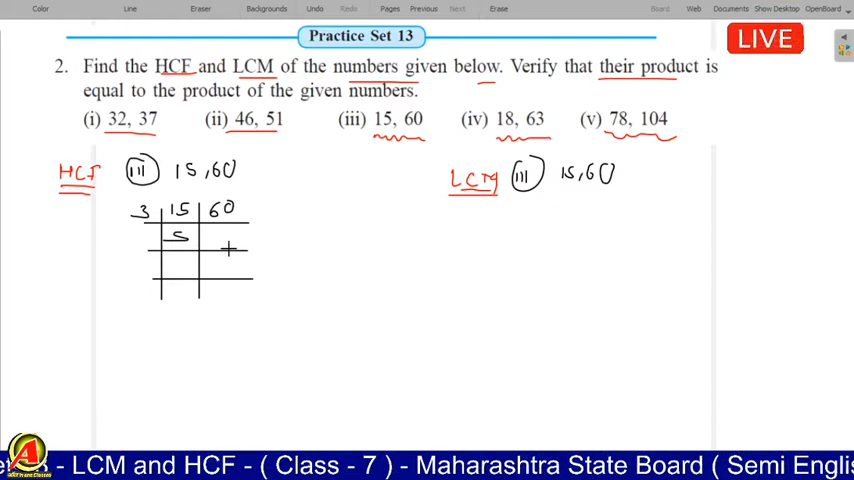 Color Line Eraser Backgrounds Undo Redo Pages Previous Next Erase Board Web Documents Show Desktop OpenBoard
Practice Set 13
LIVE
2. Find the HCF and LCM of the numbers given below. Verify that their product is
equal to the product of the given numbers.
(i) 32, 37 (ii) 46, 51 (iii) 15, 60 (iv) 18, 63 (v) 78, 104
HCF (iii) 15,60
LCM (iii) 15,60
3 15 60
5
- LCM and HCF - ( Class - 7 ) - Maharashtra State Board ( Semi Englis